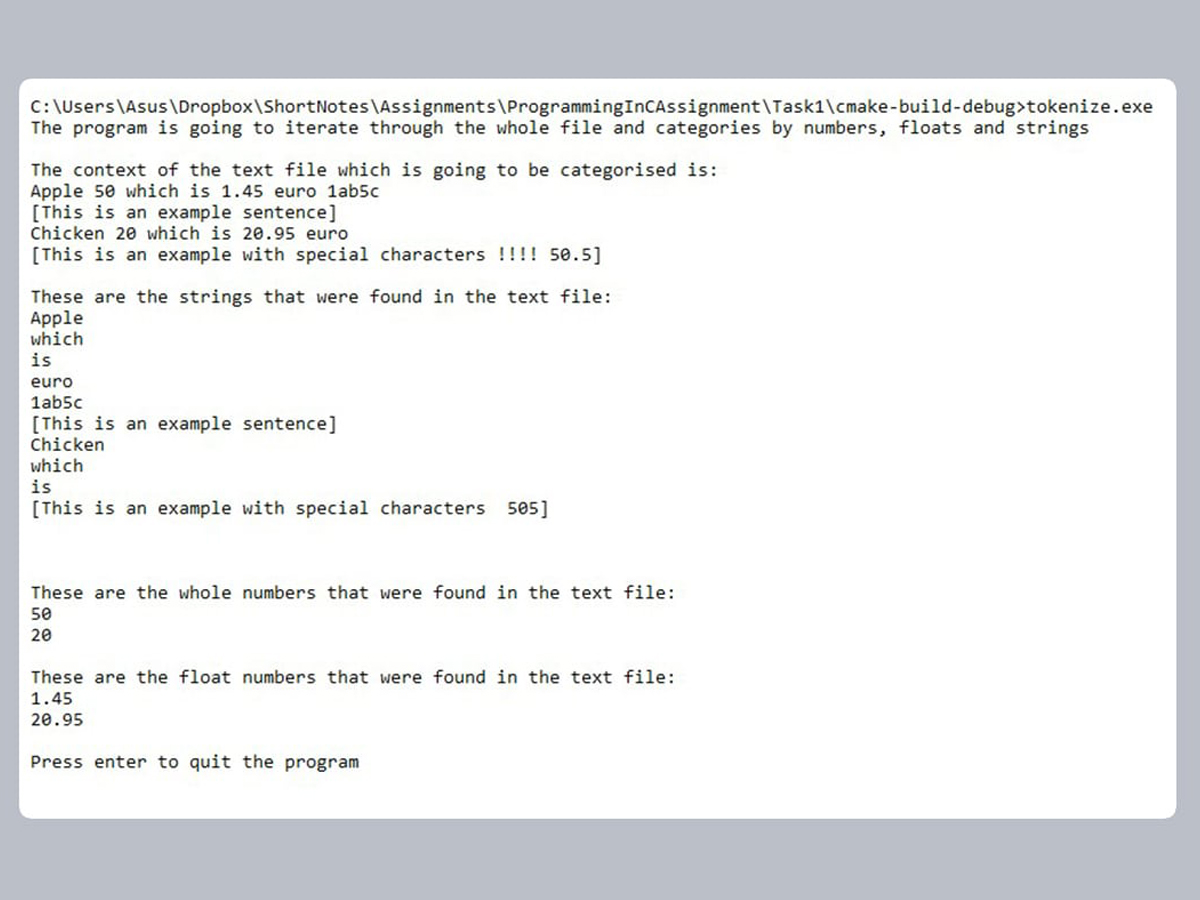 C:\Users\Asus\Dropbox\ShortNotes\Assignments\ProgrammingInCAssignment\Task1\cmake-build-debug>tokenize.exe
The program is going to iterate through the whole file and categories by numbers, floats and strings
The context of the text file which is going to be categorised is:
Apple 50 which is 1.45 euro 1ab5c
[This is an example sentence]
Chicken 20 which is 20.95 euro
[This is an example with special characters !!!! 50.5]
These are the strings that were found in the text file:
Apple
which
is
euro
1ab5c
[This is an example sentence]
Chicken
which
is
[This is an example with special characters  505]
These are the whole numbers that were found in the text file:
50
20
These are the float numbers that were found in the text file:
1.45
20.95
Press enter to quit the program